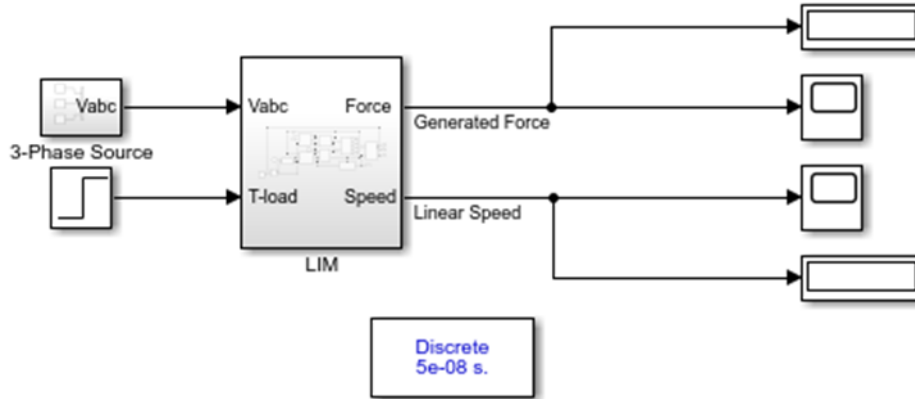 Vabc
3-Phase Source
Vabc
Force
T-load
Speed
LIM
Generated Force
Linear Speed
Discrete
5e-08 s.